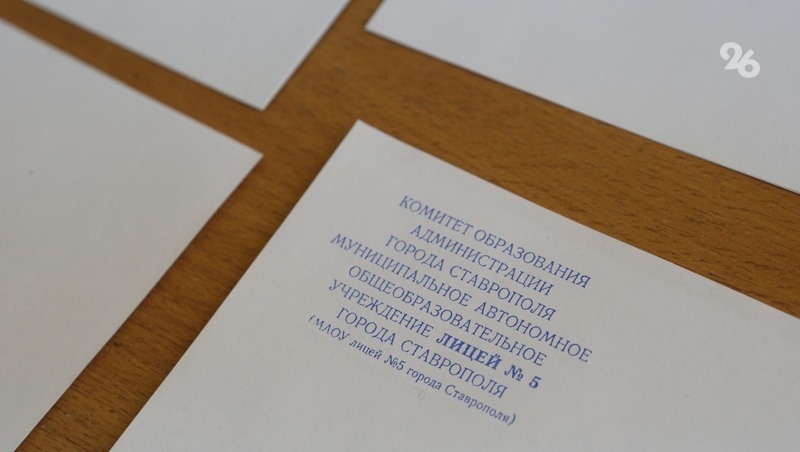 26
КОМИТЕТ ОБРАЗОВАНИЯ
АДМИНИСТРАЦИИ
ГОРОДА СТАВРОПОЛЯ
МУНИЦИПАЛЬНОЕ АВТОНОМНОЕ
ОБЩЕОБРАЗОВАТЕЛЬНОЕ
УЧРЕЖДЕНИЕ ЛИЦЕЙ № 5
ГОРОДА СТАВРОПОЛЯ
(МАОУ лицей №5 города Ставрополя)